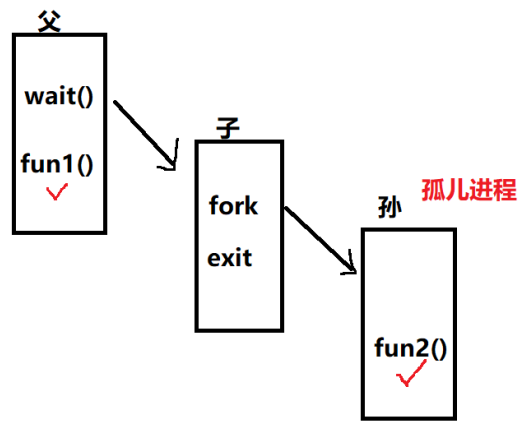 父
wait()
fun1()
子
fork
exit
孙
孤儿进程
fun2()